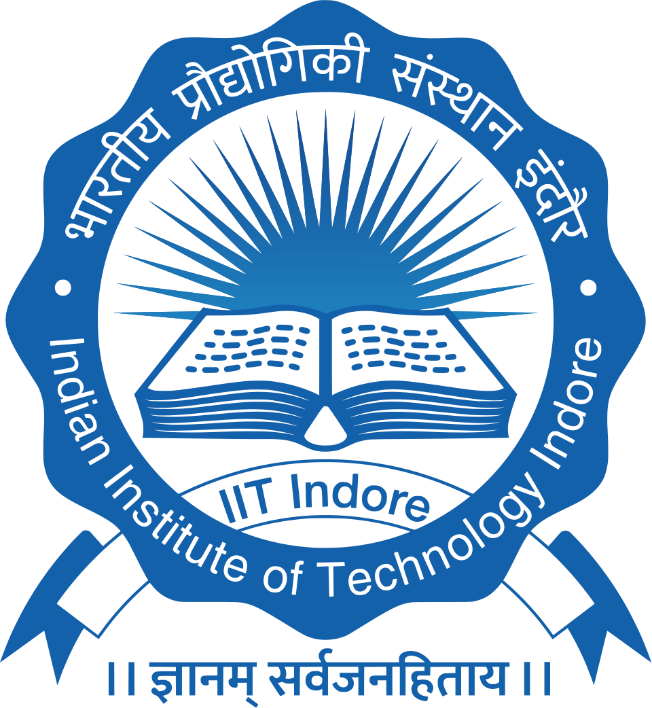 भारतीय प्रौद्योगिकी संस्थान इंदौर
IIT Indore
Indian Institute of Technology Indore
।। ज्ञानम् सर्वजनहिताय ।।